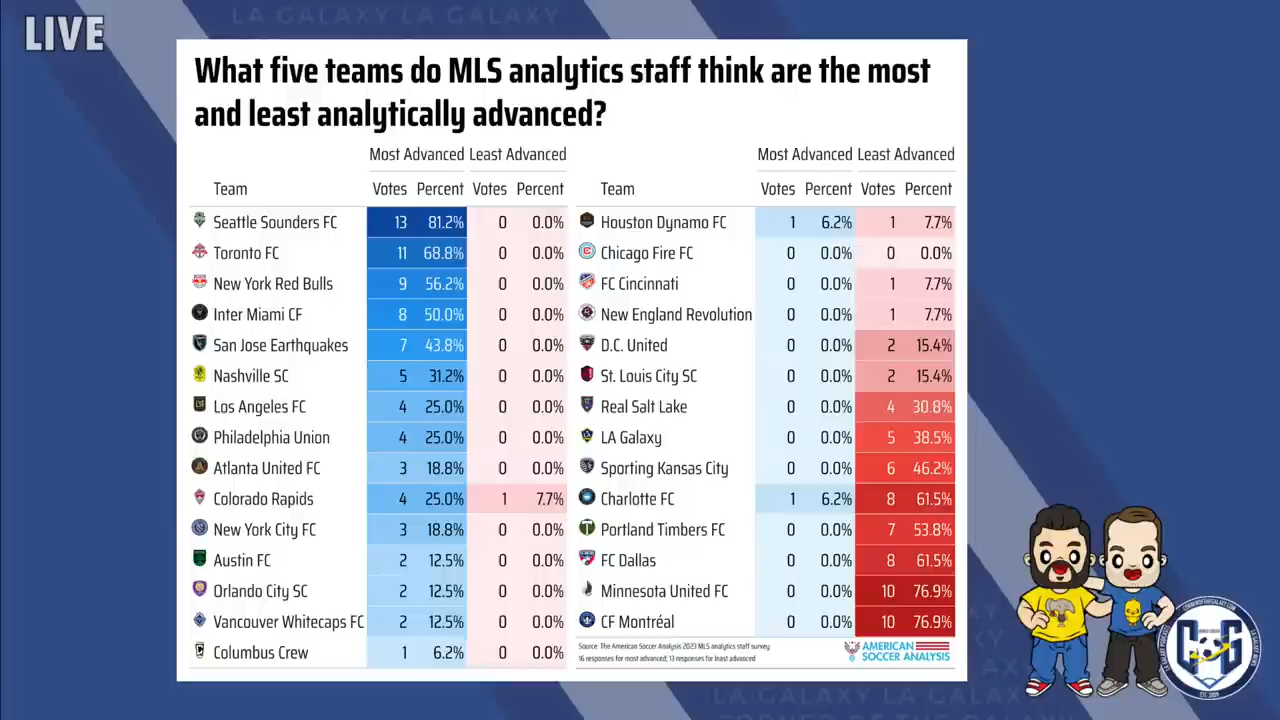 LA GALAXY LA GALAXY
LIVE
What five teams do MLS analytics staff think are the most
and least analytically advanced?
Most Advanced Least Advanced
Team Votes Percent Votes Percent
Seattle Sounders FC 13 81.2% 0 0.0%
Toronto FC 11 68.8% 0 0.0%
New York Red Bulls 9 56.2% 0 0.0%
Inter Miami CF 8 50.0% 0 0.0%
San Jose Earthquakes 7 43.8% 0 0.0%
Nashville SC 5 31.2% 0 0.0%
Los Angeles FC 4 25.0% 0 0.0%
Philadelphia Union 4 25.0% 0 0.0%
Atlanta United FC 3 18.8% 0 0.0%
Colorado Rapids 4 25.0% 1 7.7%
New York City FC 3 18.8% 0 0.0%
Austin FC 2 12.5% 0 0.0%
Orlando City SC 2 12.5% 0 0.0%
Vancouver Whitecaps FC 2 12.5% 0 0.0%
Columbus Crew 1 6.2% 0 0.0%
Most Advanced Least Advanced
Team Votes Percent Votes Percent
Houston Dynamo FC 1 6.2% 1 7.7%
Chicago Fire FC 0 0.0% 0 0.0%
FC Cincinnati 0 0.0% 1 7.7%
New England Revolution 0 0.0% 1 7.7%
D.C. United 0 0.0% 2 15.4%
St. Louis City SC 0 0.0% 2 15.4%
Real Salt Lake 0 0.0% 4 30.8%
LA Galaxy 0 0.0% 5 38.5%
Sporting Kansas City 0 0.0% 6 46.2%
Charlotte FC 1 6.2% 8 61.5%
Portland Timbers FC 0 0.0% 7 53.8%
FC Dallas 0 0.0% 8 61.5%
Minnesota United FC 0 0.0% 10 76.9%
CF Montréal 0 0.0% 10 76.9%
Source: The American Soccer Analysis 2023 MLS analytics staff survey
16 responses for most advanced; 13 responses for least advanced
AMERICAN
SOCCER ANALYSIS
LA GALAXY LA GALAXY